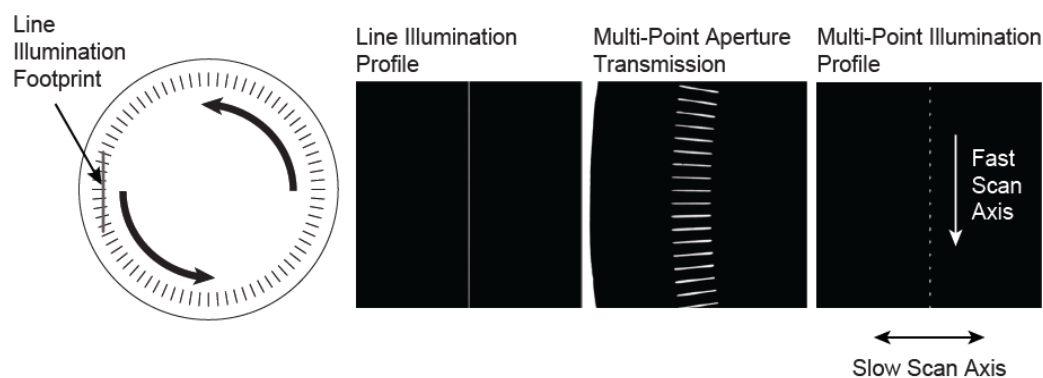 Line
Illumination
Footprint
Line Illumination
Profile
Multi-Point Aperture
Transmission
Multi-Point Illumination
Profile
Fast
Scan
Axis
Slow Scan Axis